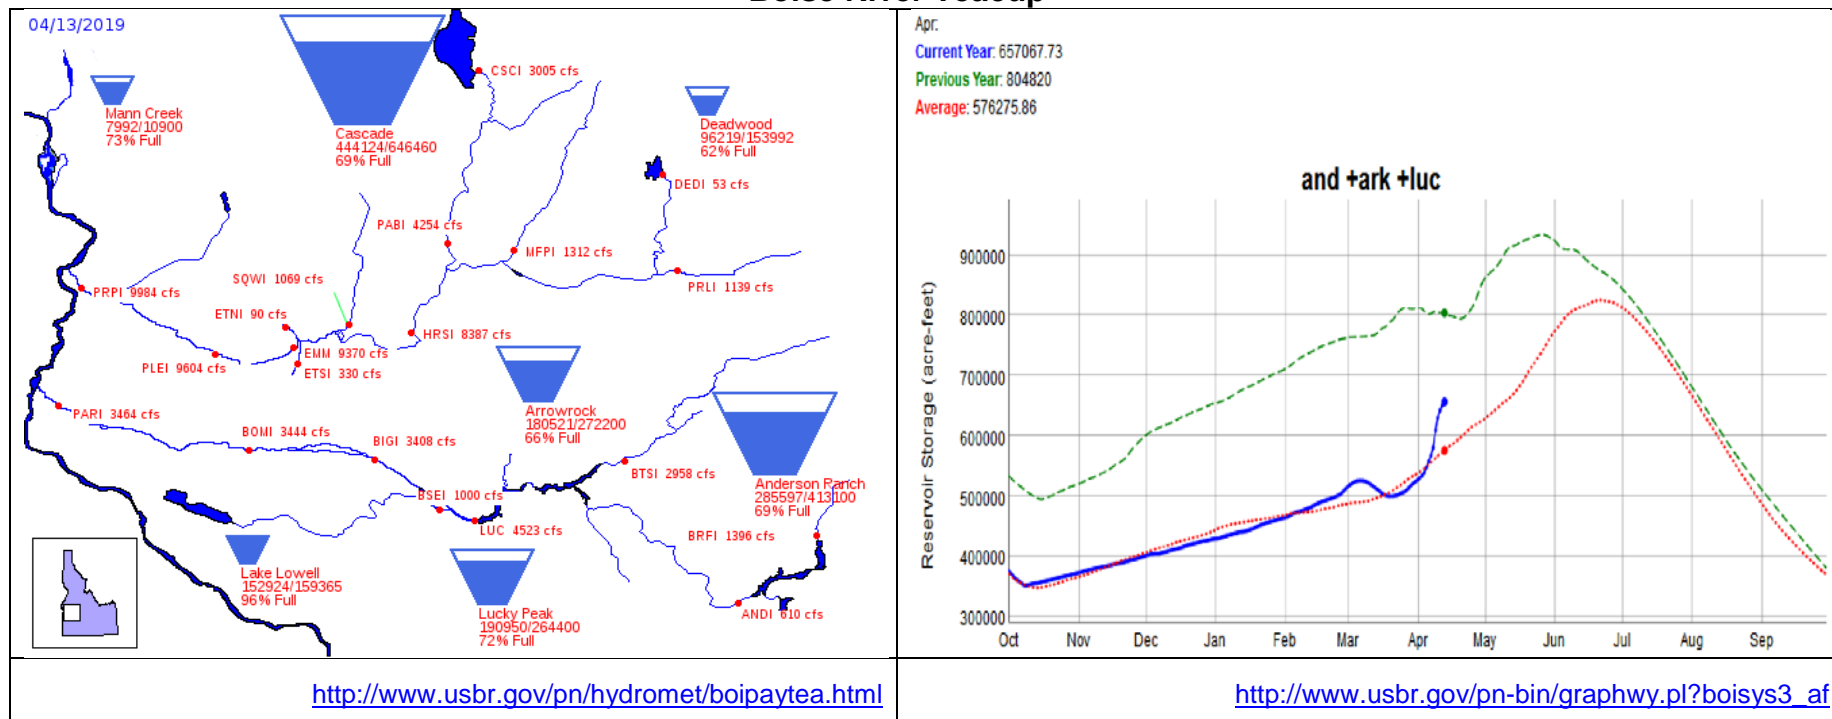 Boise River Teacup
04/13/2019
Mann Creek
7992/10900
73% Full
Cascade
444124/646460
69% Full
CSCI 3005 cfs
Deadwood
96219/153992
62% Full
DEDI 53 cfs
PABI 4254 cfs
MFPI 1312 cfs
SQWI 1069 cfs
PRPI 9984 cfs
PRLI 1139 cfs
ETNI 90 cfs
HRSI 8387 cfs
EMM 9370 cfs
PLEI 9604 cfs
ETSI 330 cfs
Arrowrock
180521/272200
66% Full
PARI 3464 cfs
BOMI 3444 cfs
BIGI 3408 cfs
BTSI 2958 cfs
Anderson Ranch
285597/413100
69% Full
BSEI 1000 cfs
LUC 4523 cfs
BRFI 1396 cfs
Lake Lowell
152924/159365
96% Full
Lucky Peak
190950/264400
72% Full
ANDI 610 cfs
http://www.usbr.gov/pn/hydromet/boipaytea.html
Apr:
Current Year: 657067.73
Previous Year: 804820
Average: 576275.86
and +ark +luc
Reservoir Storage (acre-feet)
900000
800000
700000
600000
500000
400000
300000
Oct Nov Dec Jan Feb Mar Apr May Jun Jul Aug Sep
http://www.usbr.gov/pn-bin/graphwy.pl?boisys3_af